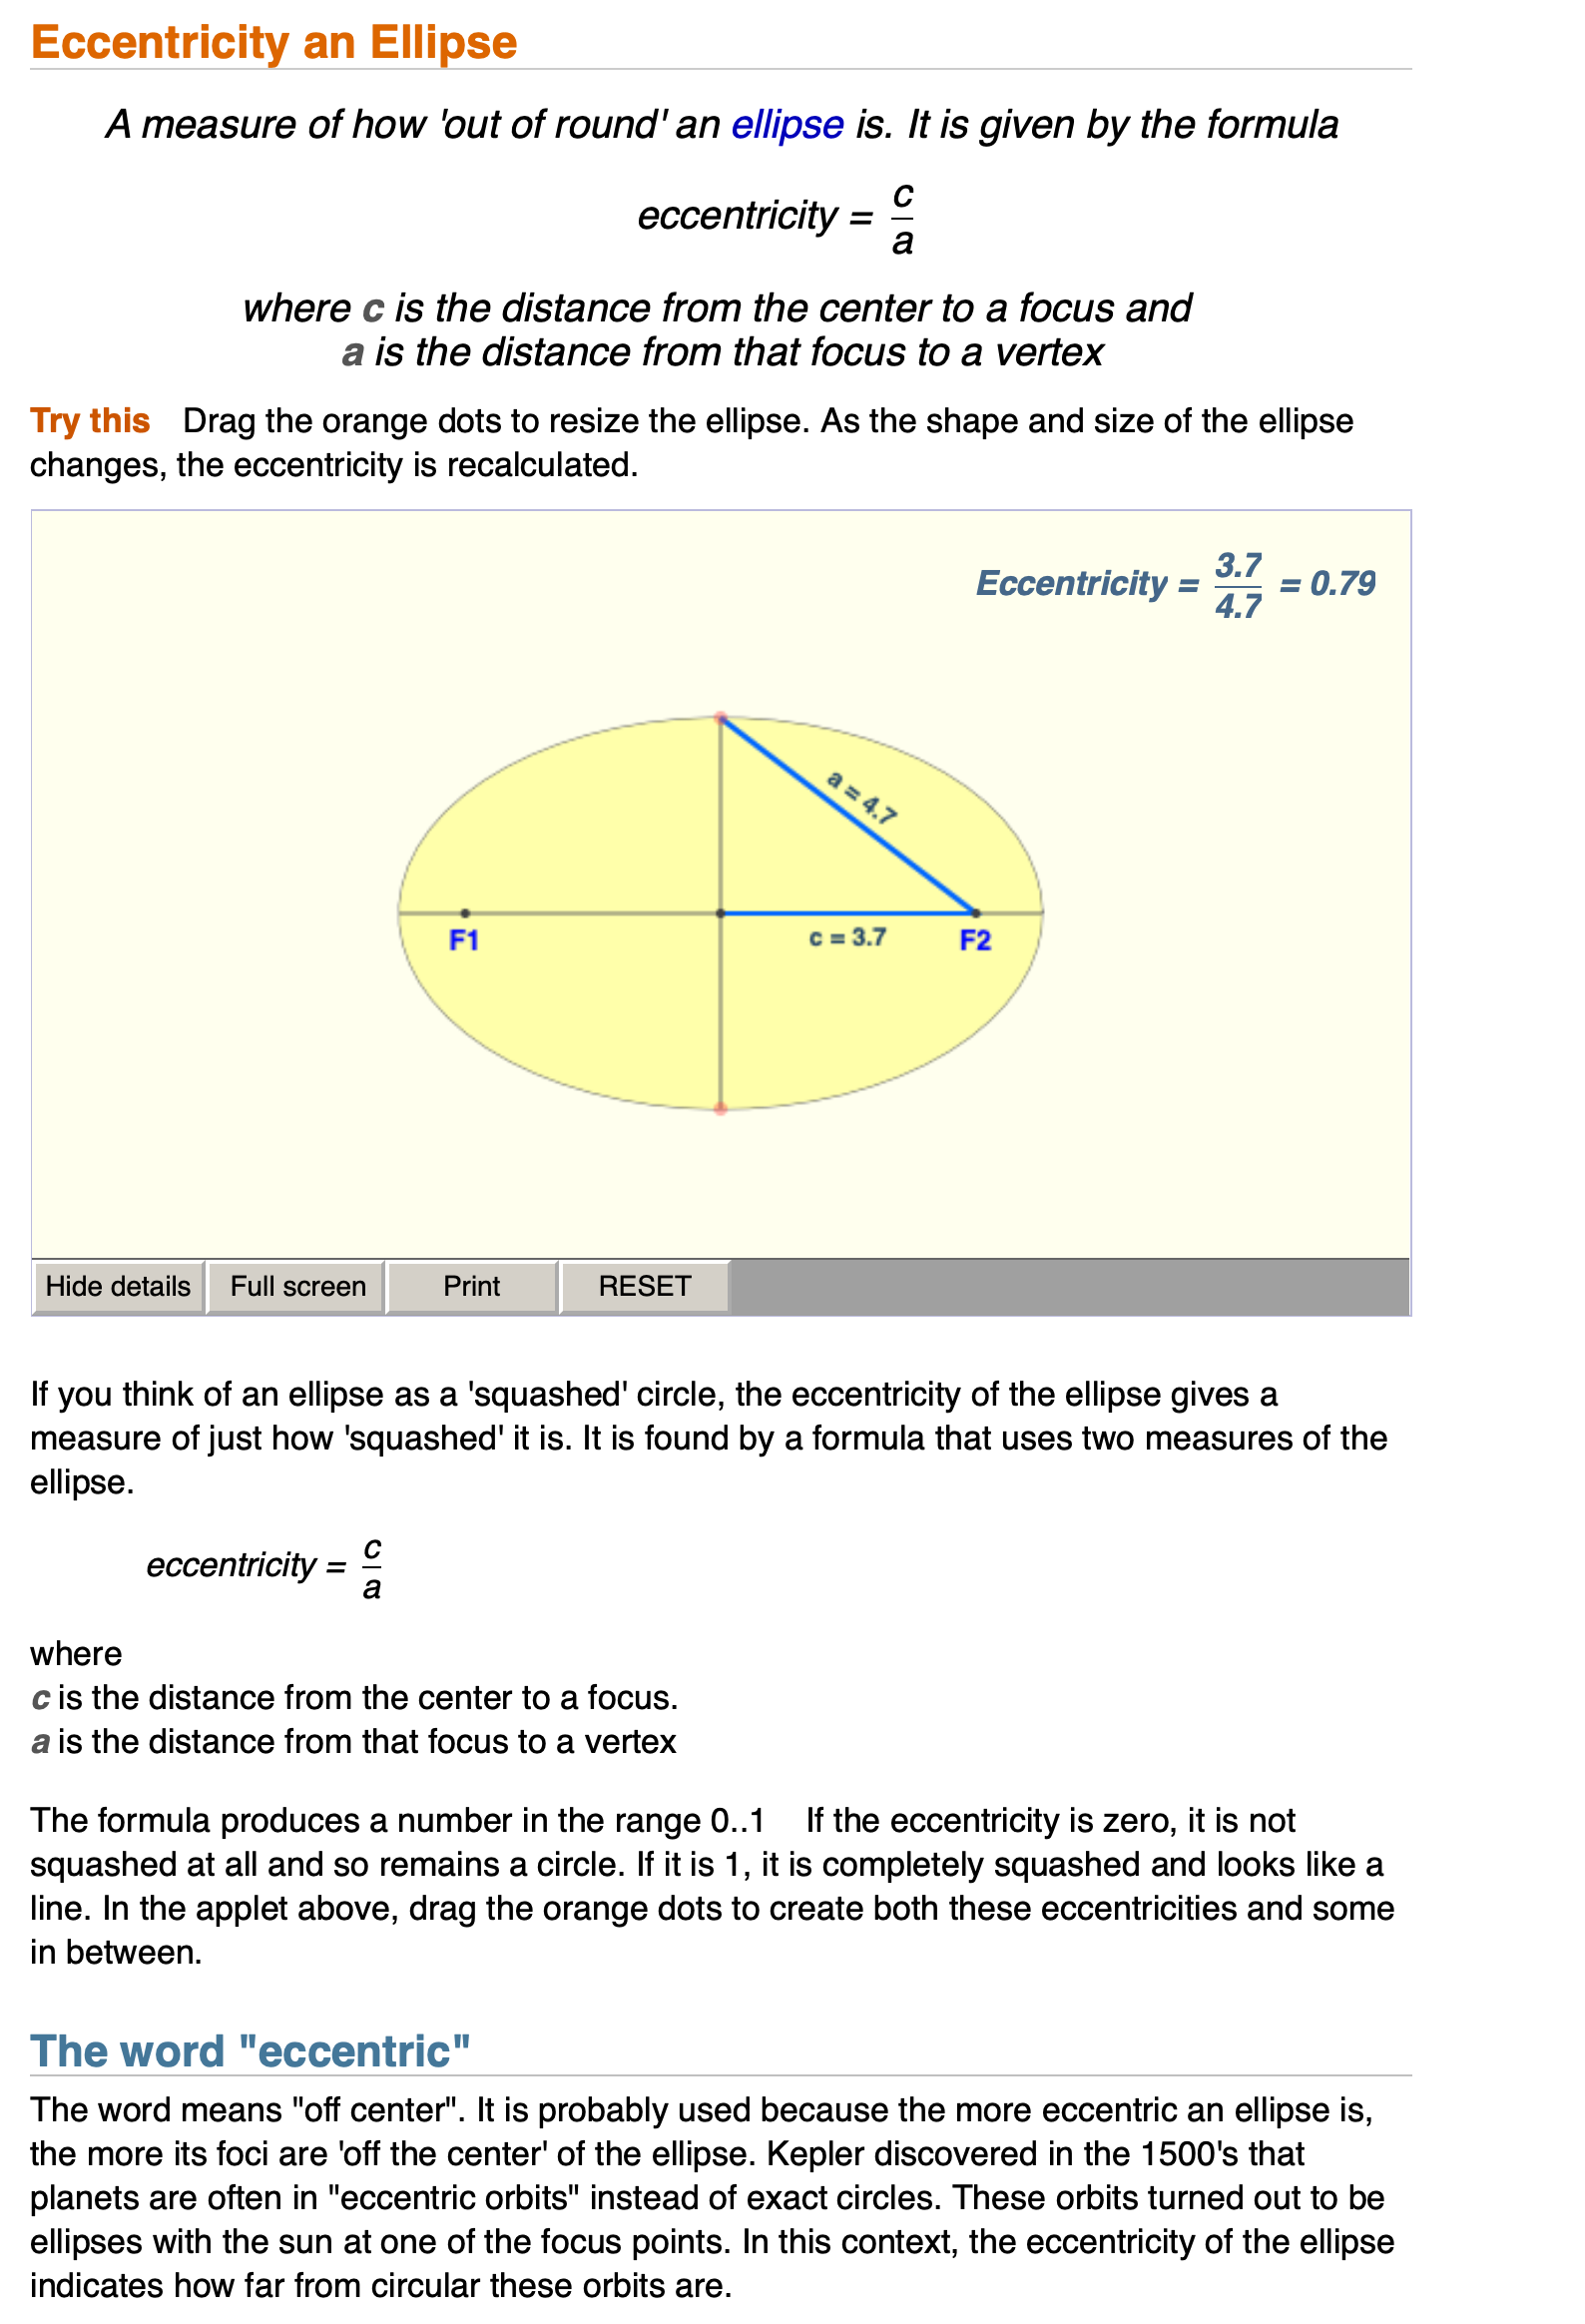 Eccentricity an Ellipse
A measure of how 'out of round' an ellipse is. It is given by the formula
eccentricity = c/a
where c is the distance from the center to a focus and
a is the distance from that focus to a vertex
Try this Drag the orange dots to resize the ellipse. As the shape and size of the ellipse
changes, the eccentricity is recalculated.
Eccentricity = 3.7/4.7 = 0.79
a = 4.7
c = 3.7
F1
F2
Hide details Full screen Print RESET
If you think of an ellipse as a 'squashed' circle, the eccentricity of the ellipse gives a
measure of just how 'squashed' it is. It is found by a formula that uses two measures of the
ellipse.
eccentricity = c/a
where
c is the distance from the center to a focus.
a is the distance from that focus to a vertex
The formula produces a number in the range 0..1 If the eccentricity is zero, it is not
squashed at all and so remains a circle. If it is 1, it is completely squashed and looks like a
line. In the applet above, drag the orange dots to create both these eccentricities and some
in between.
The word "eccentric"
The word means "off center". It is probably used because the more eccentric an ellipse is,
the more its foci are 'off the center' of the ellipse. Kepler discovered in the 1500's that
planets are often in "eccentric orbits" instead of exact circles. These orbits turned out to be
ellipses with the sun at one of the focus points. In this context, the eccentricity of the ellipse
indicates how far from circular these orbits are.